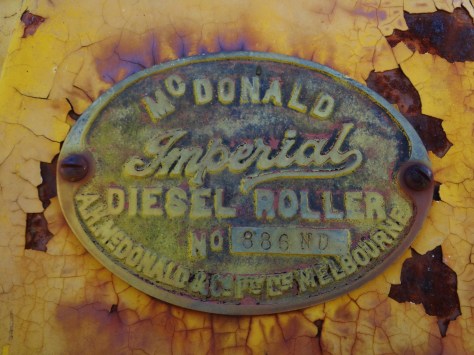 McDONALD
Imperial
DIESEL ROLLER
No 886 ND
A.H. McDONALD & Co Pty Ltd MELBOURNE